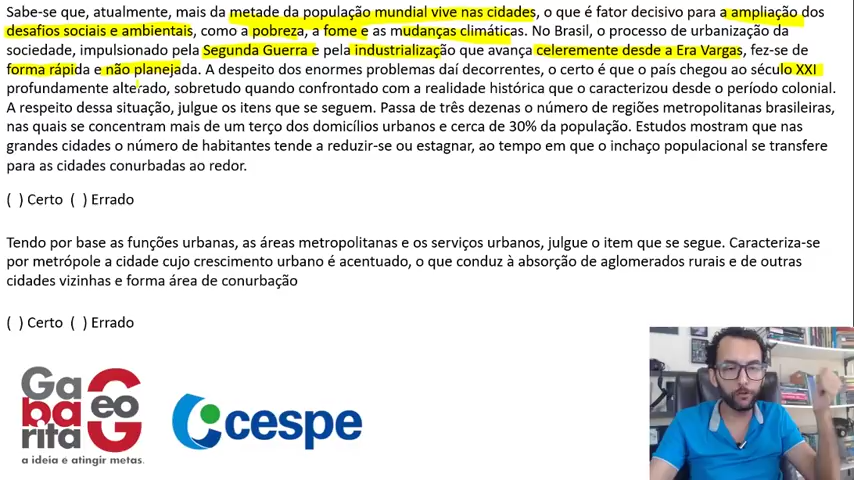 Sabe-se que, atualmente, mais da metade da população mundial vive nas cidades, o que é fator decisivo para a ampliação dos
desafios sociais e ambientais, como a pobreza, a fome e as mudanças climáticas. No Brasil, o processo de urbanização da
sociedade, impulsionado pela Segunda Guerra e pela industrialização que avança celeremente desde a Era Vargas, fez-se de
forma rápida e não planejada. A despeito dos enormes problemas daí decorrentes, o certo é que o país chegou ao século XXI
profundamente alterado, sobretudo quando confrontado com a realidade histórica que o caracterizou desde o período colonial.
A respeito dessa situação, julgue os itens que se seguem. Passa de três dezenas o número de regiões metropolitanas brasileiras,
nas quais se concentram mais de um terço dos domicílios urbanos e cerca de 30% da população. Estudos mostram que nas
grandes cidades o número de habitantes tende a reduzir-se ou estagnar, ao tempo em que o inchaço populacional se transfere
para as cidades conurbadas ao redor.
( ) Certo ( ) Errado
Tendo por base as funções urbanas, as áreas metropolitanas e os serviços urbanos, julgue o item que se segue. Caracteriza-se
por metrópole a cidade cujo crescimento urbano é acentuado, o que conduz à absorção de aglomerados rurais e de outras
cidades vizinhas e forma área de conurbação
( ) Certo ( ) Errado
Ga
ba
rita
Geo
a ideia e atingir metas.
cespe